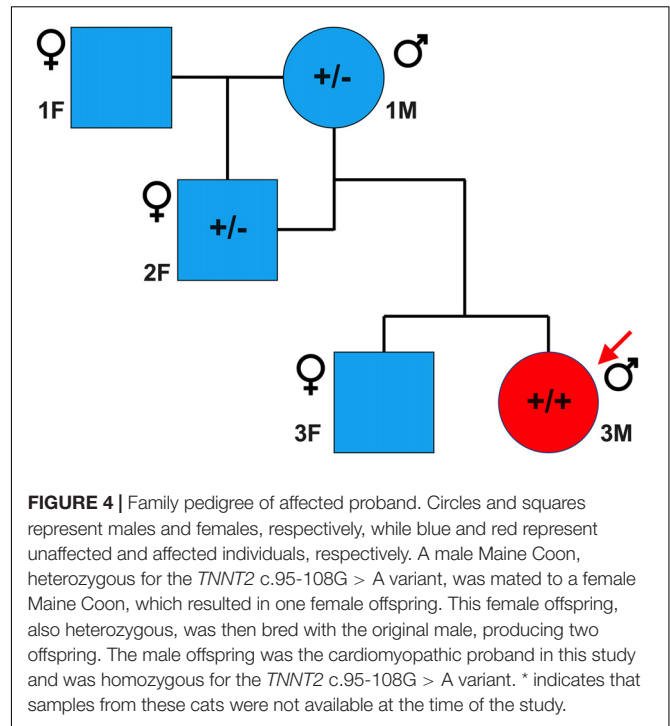 ♀ ♂
+/-
1F 1M
♀
+/-
2F
♀ ♂
+/+
3F 3M
FIGURE 4 | Family pedigree of affected proband. Circles and squares
represent males and females, respectively, while blue and red represent
unaffected and affected individuals, respectively. A male Maine Coon,
heterozygous for the TNNT2 c.95-108G > A variant, was mated to a female
Maine Coon, which resulted in one female offspring. This female offspring,
also heterozygous, was then bred with the original male, producing two
offspring. The male offspring was the cardiomyopathic proband in this study
and was homozygous for the TNNT2 c.95-108G > A variant. * indicates that
samples from these cats were not available at the time of the study.